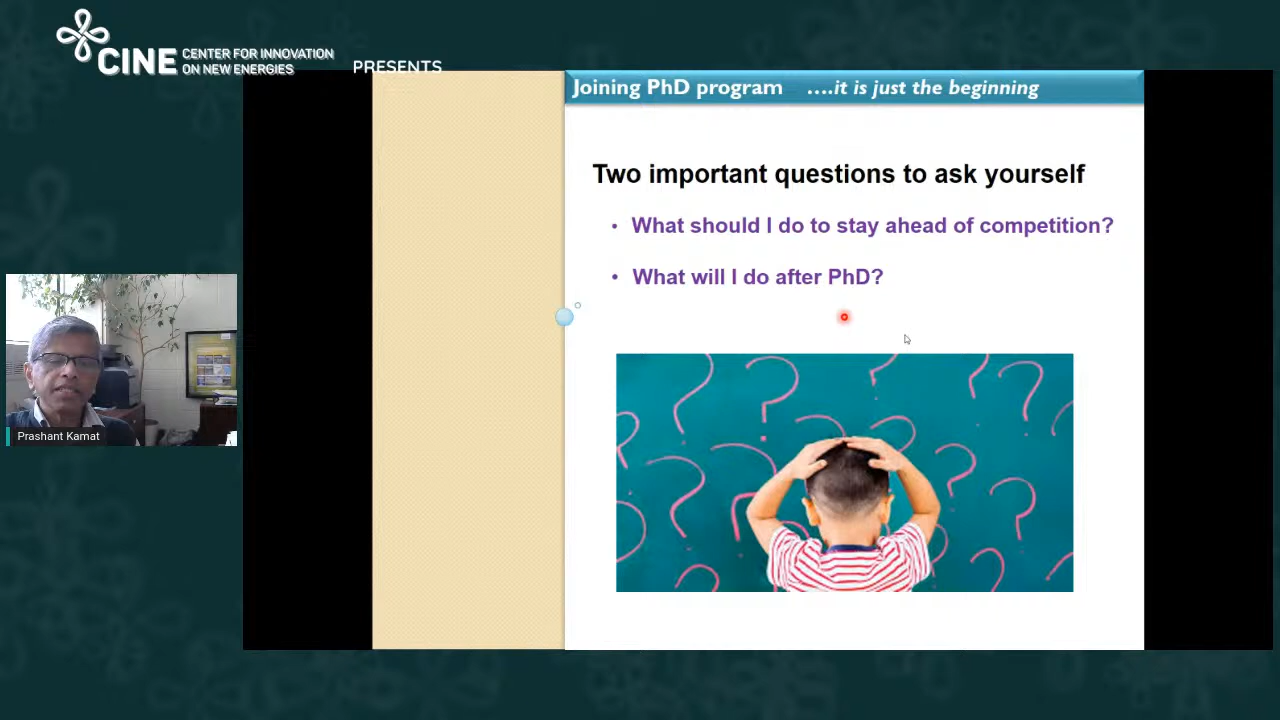 CINE CENTER FOR INNOVATION
ON NEW ENERGIES
PRESENTS
Joining PhD program ....it is just the beginning
Two important questions to ask yourself
• What should I do to stay ahead of competition?
• What will I do after PhD?
Prashant Kamat